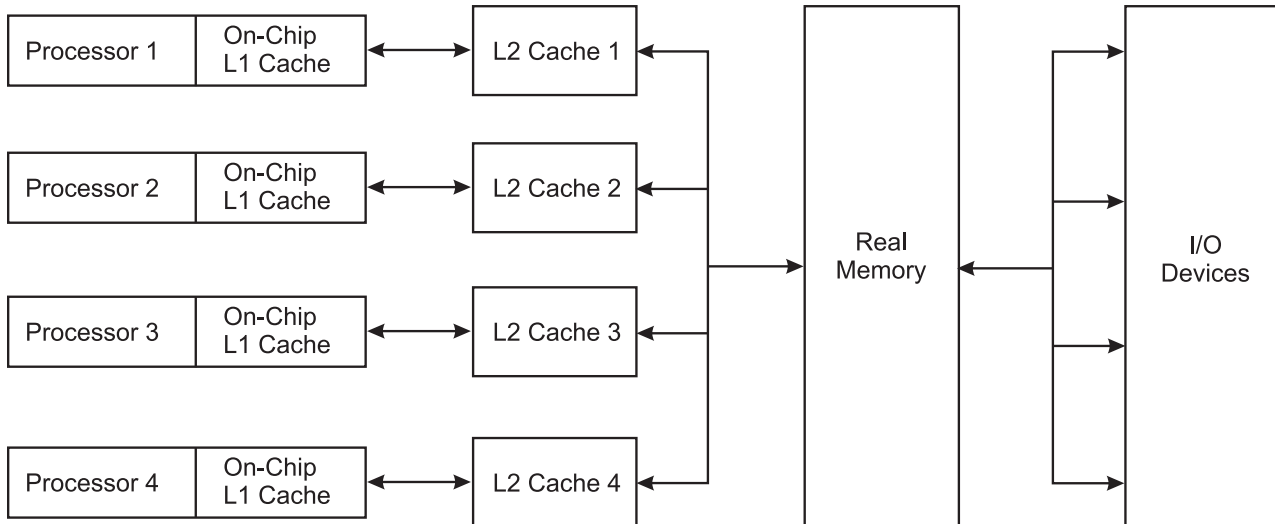 Processor 1
On-Chip
L1 Cache
L2 Cache 1
Processor 2
On-Chip
L1 Cache
L2 Cache 2
Real
Memory
I/O
Devices
Processor 3
On-Chip
L1 Cache
L2 Cache 3
Processor 4
On-Chip
L1 Cache
L2 Cache 4